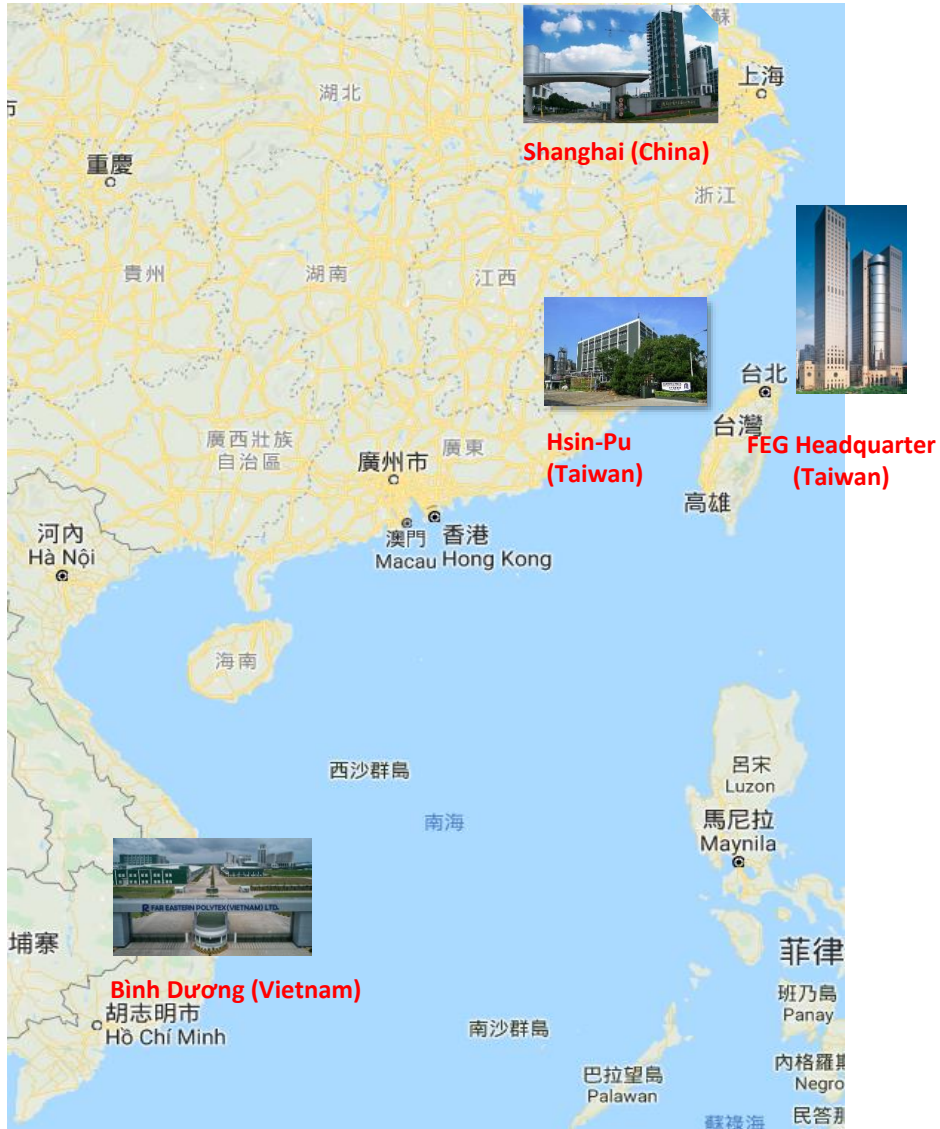 蘇
上海
湖北
Shanghai (China)
重慶
浙江
貴州
湖南
江西
台北
台灣
Hsin-Pu
(Taiwan)
FEG Headquarter
(Taiwan)
廣西壯族
自治區
廣州市
廣東
高雄
河內
Hà Nội
澳門
Macau
香港
Hong Kong
海南
西沙群島
呂宋
Luzon
南海
馬尼拉
Maynila
FAR EASTERN POLYTEX (VIETNAM) LTD.
埔寨
菲律
Bình Dương (Vietnam)
胡志明市
Hồ Chí Minh
班乃島
Panay
南沙群島
巴拉望島
Palawan
內格羅斯
Negro
蘇祿海
民答那